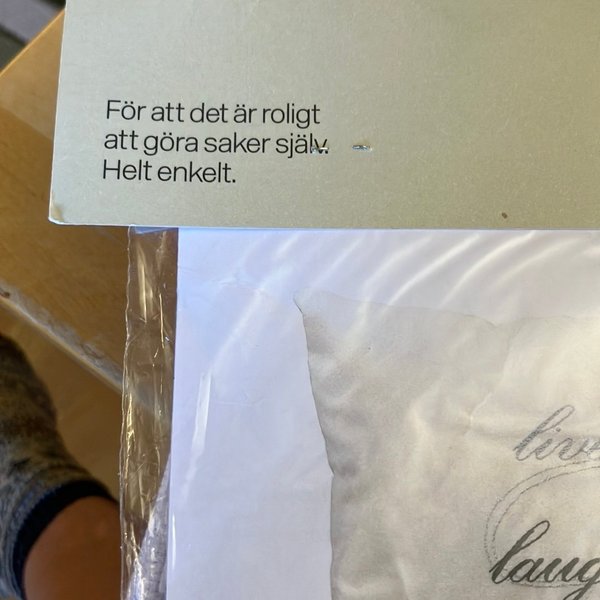 För att det är roligt
att göra saker själv.
Helt enkelt.
live
laug